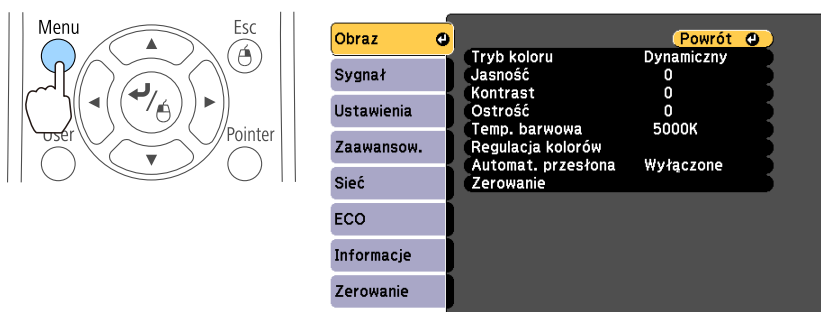 Menu
Esc
User
Pointer
Obraz
Sygnał
Ustawienia
Zaawansow.
Sieć
ECO
Informacje
Zerowanie
Powrót
Tryb koloru Dynamiczny
Jasność 0
Kontrast 0
Ostrość 0
Temp. barwowa 5000K
Regulacja kolorów
Automat. przesłona Wyłączone
Zerowanie